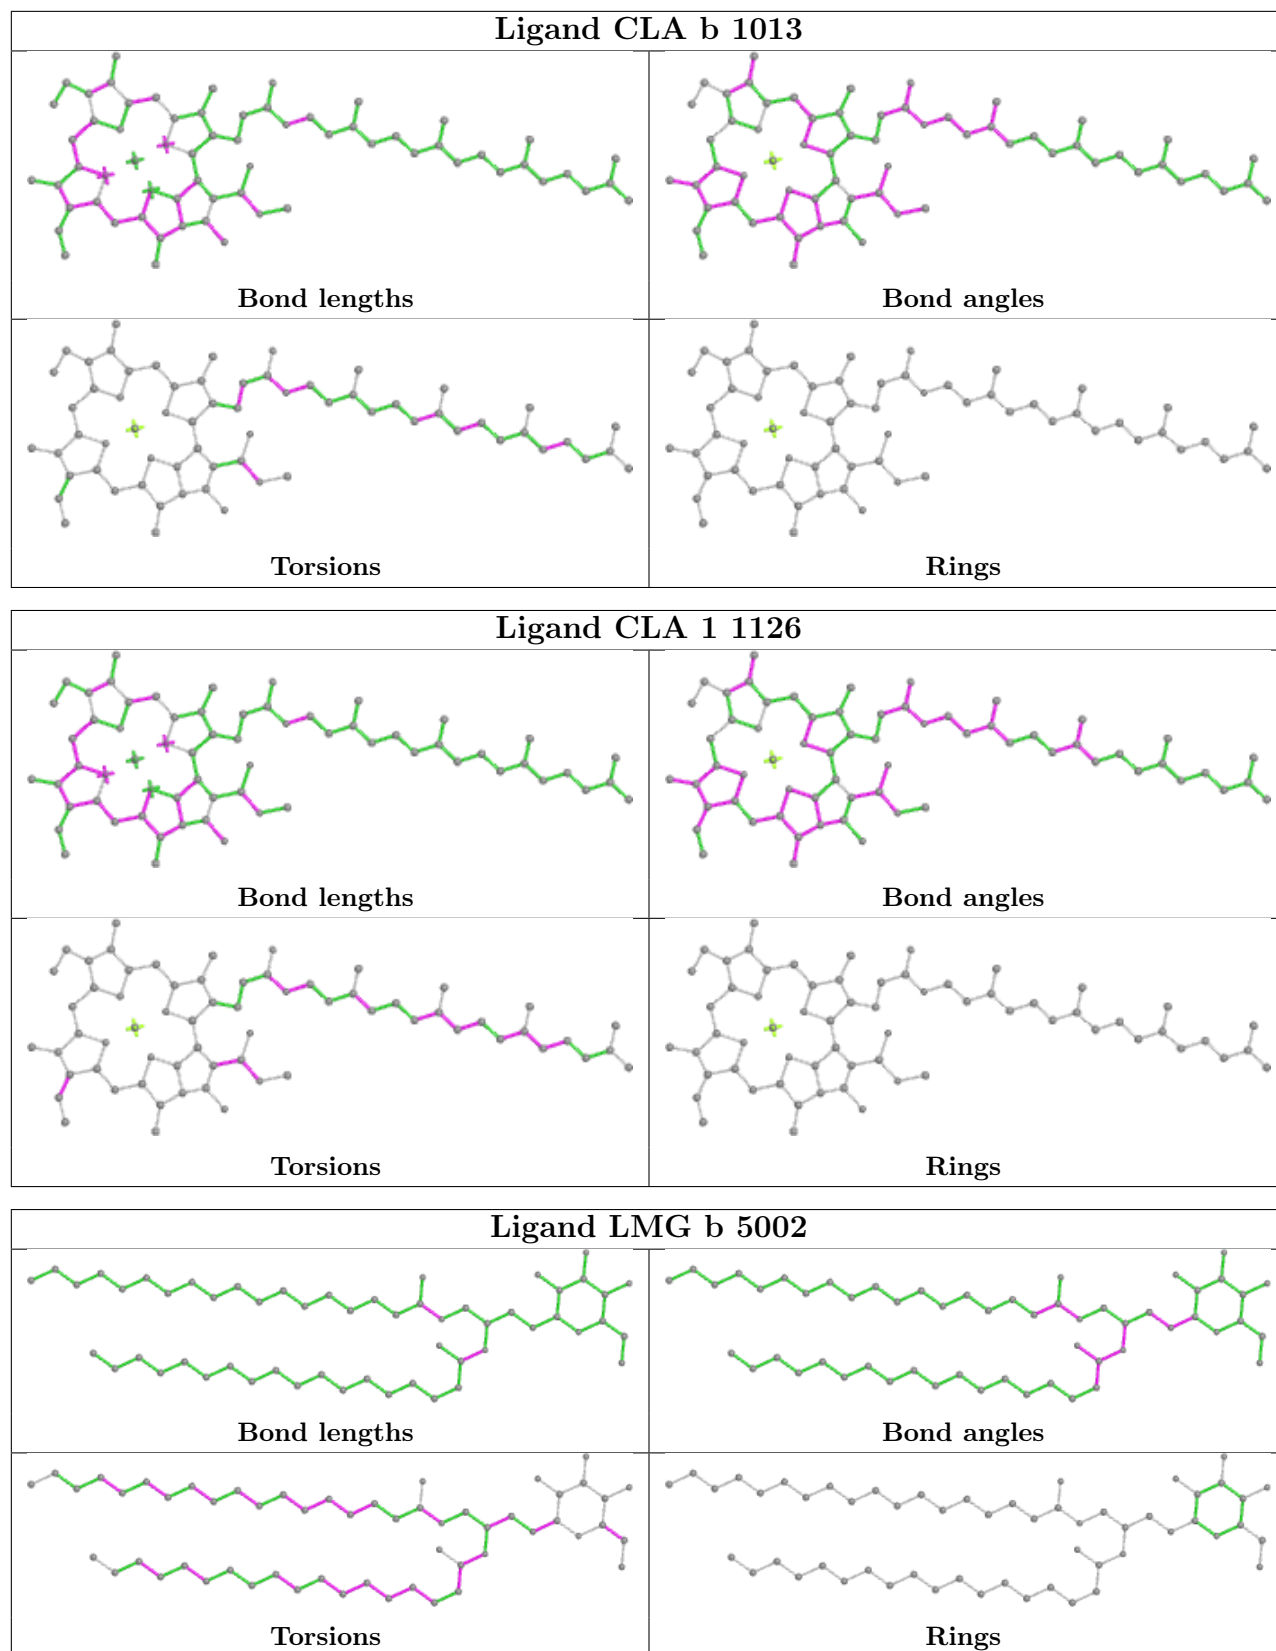 Ligand CLA b 1013
Bond lengths
Bond angles
Torsions
Rings
Ligand CLA 1 1126
Bond lengths
Bond angles
Torsions
Rings
Ligand LMG b 5002
Bond lengths
Bond angles
Torsions
Rings